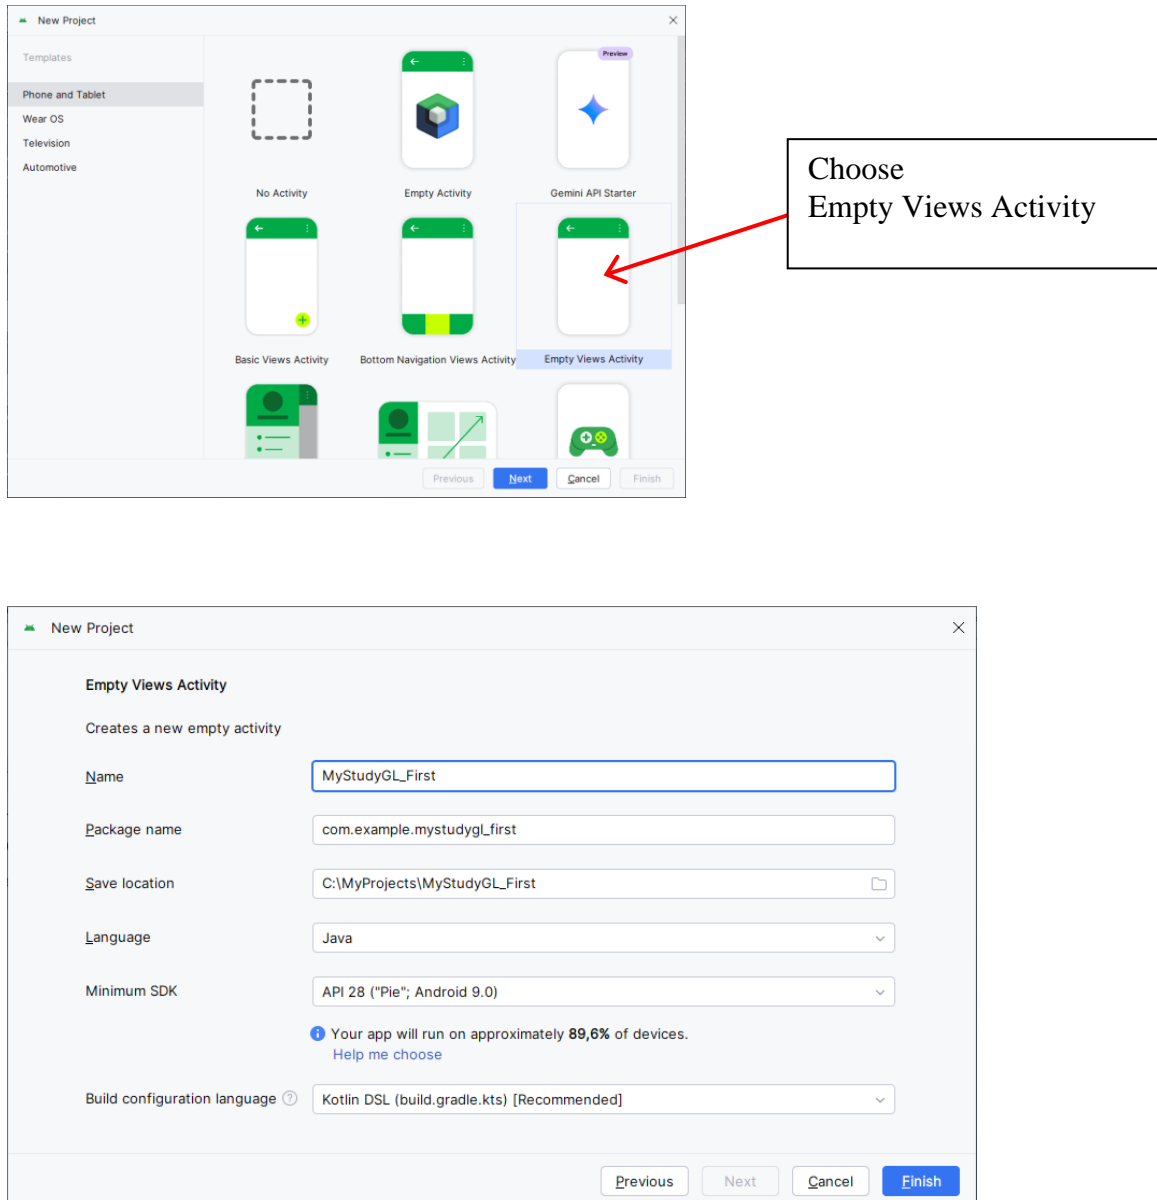 New Project
Templates
Phone and Tablet
Wear OS
Television
Automotive
Preview
No Activity
Empty Activity
Gemini API Starter
Basic Views Activity
Bottom Navigation Views Activity
Empty Views Activity
Previous
Next
Cancel
Finish
Choose
Empty Views Activity
New Project
Empty Views Activity
Creates a new empty activity
Name
MyStudyGL_First
Package name
com.example.mystudygl_first
Save location
C:\MyProjects\MyStudyGL_First
Language
Java
Minimum SDK
API 28 ("Pie"; Android 9.0)
Your app will run on approximately 89,6% of devices.
Help me choose
Build configuration language
Kotlin DSL (build.gradle.kts) [Recommended]
Previous
Next
Cancel
Finish